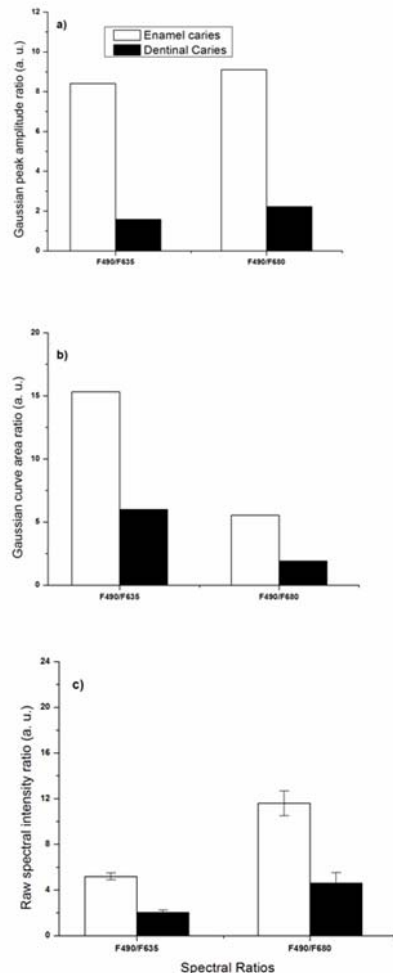 a)
Enamel caries
Dentinal Caries
Gaussian peak amplitude ratio (a. u.)
12
10
8
6
4
2
0
F490/F635
F490/F680
b)
Gaussian curve area ratio (a. u.)
20
15
10
5
0
F490/F635
F490/F680
c)
Raw spectral intensity ratio (a. u.)
24
20
16
12
8
4
0
F490/F635
F490/F680
Spectral Ratios